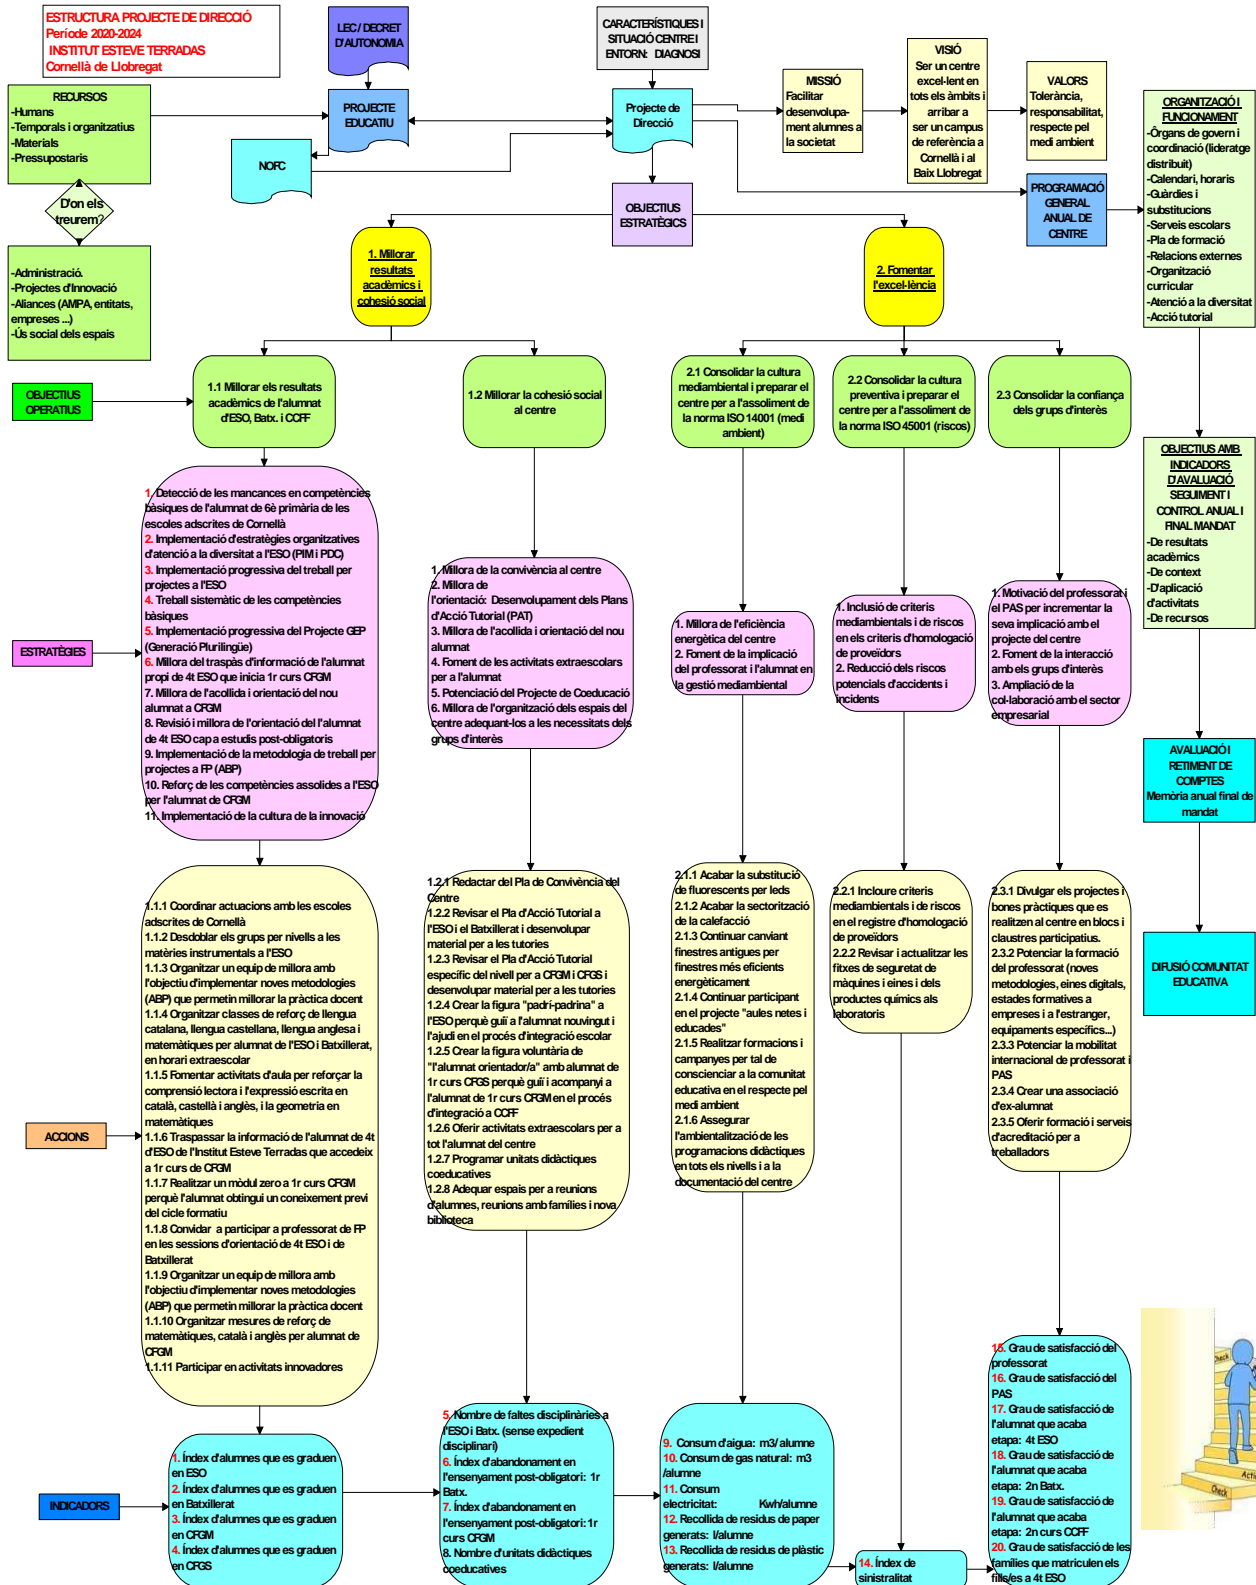 ESTRUCTURA PROJECTE DE DIRECCIÓ
Període 2020-2024
INSTITUT ESTEVE TERRADAS
Cornellà de Llobregat
LEC / DECRET
D'AUTONOMIA
CARACTERÍSTIQUES I
SITUACIÓ CENTRE I
ENTORN: DIAGNOSI
RECURSOS
-Humans
-Temporals i organitzatius
-Materials
-Pressupostaris
PROJECTE
EDUCATIU
NOFC
Projecte de
Direcció
MISSIÓ
Facilitar
desenvolupa-
ment alumnes a
la societat
VISIÓ
Ser un centre
excel·lent en
tots els àmbits i
arribar a
ser un campus
de referència a
Cornellà i al
Baix Llobregat
VALORS
Tolerància,
responsabilitat,
respecte pel
medi ambient
ORGANITZACIÓ I
FUNCIONAMENT
-Òrgans de govern i
coordinació (lideratge
distribuit)
-Calendari, horaris
-Guàrdies i
substitucions
-Serveis escolars
-Pla de formació
-Relacions externes
-Organització
curricular
-Atenció a la diversitat
-Acció tutorial
D'on els
treurem?
-Administració.
-Projectes d'Innovació
-Aliances (AMPA, entitats,
empreses ...)
-Ús social dels espais
OBJECTIUS
ESTRATÈGICS
PROGRAMACIÓ
GENERAL
ANUAL DE
CENTRE
1. Millorar
resultats
acadèmics i
cohesió social
2. Fomentar
l'excel·lència
OBJECTIUS
OPERATIUS
1.1 Millorar els resultats
acadèmics de l'alumnat
d'ESO, Batx. i CCFF
1.2 Millorar la cohesió social
al centre
2.1 Consolidar la cultura
mediambiental i preparar el
centre per a l'assoliment de
la norma ISO 14001 (medi
ambient)
2.2 Consolidar la cultura
preventiva i preparar el
centre per a l'assoliment de
la norma ISO 45001 (riscos)
2.3 Consolidar la confiança
dels grups d'interès
OBJECTIUS AMB
INDICADORS
D'AVALUACIÓ
SEGUIMENT I
CONTROL ANUAL I
FINAL MANDAT
-De resultats
acadèmics
-De context
-D'aplicació
d'activitats
-De recursos
ESTRATÈGIES
1. Detecció de les mancances en competències
bàsiques de l'alumnat de 6è primària de les
escoles adscrites de Cornellà
2. Implementació d'estratègies organitzatives
d'atenció a la diversitat a l'ESO (PIM i PDC)
3. Implementació progressiva del treball per
projectes a l'ESO
4. Treball sistemàtic de les competències
bàsiques
5. Implementació progressiva del Projecte GEP
(Generació Plurilingüe)
6. Millora del traspàs d'informació de l'alumnat
propi de 4t ESO que inicia 1r curs CFGM
7. Millora de l'acollida i orientació del nou
alumnat a CFGM
8. Revisió i millora de l'orientació del l'alumnat
de 4t ESO cap a estudis post-obligatoris
9. Implementació de la metodologia de treball per
projectes a FP (ABP)
10. Reforç de les competències assolides a l'ESO
per l'alumnat de CFGM
11. Implementació de la cultura de la innovació
1. Millora de la convivència al centre
2. Millora de
l'orientació: Desenvolupament dels Plans
d'Acció Tutorial (PAT)
3. Millora de l'acollida i orientació del nou
alumnat
4. Foment de les activitats extraescolars
per a l'alumnat
5. Potenciació del Projecte de Coeducació
6. Millora de l'organització dels espais del
centre adequant-los a les necessitats dels
grups d'interès
1. Millora de l'eficiència
energètica del centre
2. Foment de la implicació
del professorat i l'alumnat en
la gestió mediambiental
1. Inclusió de criteris
mediambientals i de riscos
en els criteris d'homologació
de proveïdors
2. Reducció dels riscos
potencials d'accidents i
incidents
1. Motivació del professorat i
el PAS per incrementar la
seva implicació amb el
projecte del centre
2. Foment de la interacció
amb els grups d'interès
3. Ampliació de la
col·laboració amb el sector
empresarial
AVALUACIÓ I
RETIMENT DE
COMPTES
Memòria anual final de
mandat
ACCIONS
1.1.1 Coordinar actuacions amb les escoles
adscrites de Cornellà
1.1.2 Desdoblar els grups per nivells a les
matèries instrumentals a l'ESO
1.1.3 Organitzar un equip de millora amb
l'objectiu d'implementar noves metodologies
(ABP) que permetin millorar la pràctica docent
1.1.4 Organitzar classes de reforç de llengua
catalana, llengua castellana, llengua anglesa i
matemàtiques per alumnat de l'ESO i Batxillerat,
en horari extraescolar
1.1.5 Fomentar activitats d'aula per reforçar la
comprensió lectora i l'expressió escrita en
català, castellà i anglès, i la geometria en
matemàtiques
1.1.6 Traspassar la informació de l'alumnat de 4t
d'ESO de l'Institut Esteve Terradas que accedeix
a 1r curs de CFGM
1.1.7 Realitzar un mòdul zero a 1r curs CFGM
perquè l'alumnat obtingui un coneixement previ
del cicle formatiu
1.1.8 Convidar a participar a professorat de FP
en les sessions d'orientació de 4t ESO i de
Batxillerat
1.1.9 Organitzar un equip de millora amb
l'objectiu d'implementar noves metodologies
(ABP) que permetin millorar la pràctica docent
1.1.10 Organitzar mesures de reforç de
matemàtiques, català i anglès per alumnat de
CFGM
1.1.11 Participar en activitats innovadores
1.2.1 Redactar del Pla de Convivència del
Centre
1.2.2 Revisar el Pla d'Acció Tutorial a
l'ESO i el Batxillerat i desenvolupar
material per a les tutories
1.2.3 Revisar el Pla d'Acció Tutorial
específic del nivell per a CFGM i CFGS i
desenvolupar material per a les tutories
1.2.4 Crear la figura "padrí-padrina" a
l'ESO perquè guïi a l'alumnat nouvingut i
l'ajudi en el procés d'integració escolar
1.2.5 Crear la figura voluntària de
"l'alumnat orientador/a" amb alumnat de
1r curs CFGS perquè guïi i acompanyi a
l'alumnat de 1r curs CFGM en el procés
d'integració a CCFF
1.2.6 Oferir activitats extraescolars per a
tot l'alumnat del centre
1.2.7 Programar unitats didàctiques
coeducatives
1.2.8 Adequar espais per a reunions
d'alumnes, reunions amb famílies i nova
biblioteca
2.1.1 Acabar la substitució
de fluorescents per leds
2.1.2 Acabar la sectorització
de la calefacció
2.1.3 Continuar canviant
finestres antigues per
finestres més eficients
energèticament
2.1.4 Continuar participant
en el projecte "aules netes i
educades"
2.1.5 Realitzar formacions i
campanyes per tal de
conscienciar a la comunitat
educativa en el respecte pel
medi ambient
2.1.6 Assegurar
l'ambientalització de les
programacions didàctiques
en tots els nivells i a la
documentació del centre
2.2.1 Incloure criteris
mediambientals i de riscos
en el registre d'homologació
de proveïdors
2.2.2 Revisar i actualitzar les
fitxes de seguretat de
màquines i eines i dels
productes químics als
laboratoris
2.3.1 Divulgar els projectes i
bones pràctiques que es
realitzen al centre en blocs i
claustres participatius.
2.3.2 Potenciar la formació
del professorat (noves
metodologies, eines digitals,
estades formatives a
empreses i a l'estranger,
equipaments específics...)
2.3.3 Potenciar la mobilitat
internacional de professorat i
PAS
2.3.4 Crear una associació
d'ex-alumnat
2.3.5 Oferir formació i serveis
d'acreditació per a
treballadors
DIFUSIÓ COMUNITAT
EDUCATIVA
INDICADORS
1. Índex d'alumnes que es graduen
en ESO
2. Índex d'alumnes que es graduen
en Batxillerat
3. Índex d'alumnes que es graduen
en CFGM
4. Índex d'alumnes que es graduen
en CFGS
5. Nombre de faltes disciplinàries a
l'ESO i Batx. (sense expedient
disciplinari)
6. Índex d'abandonament en
l'ensenyament post-obligatori: 1r
Batx.
7. Índex d'abandonament en
l'ensenyament post-obligatori: 1r
curs CFGM
8. Nombre d'unitats didàctiques
coeducatives
9. Consum d'aigua: m3/ alumne
10. Consum de gas natural: m3
/alumne
11. Consum
electricitat: Kwh/alumne
12. Recollida de residus de paper
generats: l/alumne
13. Recollida de residus de plàstic
generats: l/alumne
14. Índex de
sinistralitat
15. Grau de satisfacció del
professorat
16. Grau de satisfacció del
PAS
17. Grau de satisfacció de
l'alumnat que acaba
etapa: 4t ESO
18. Grau de satisfacció de
l'alumnat que acaba
etapa: 2n Batx.
19. Grau de satisfacció de
l'alumnat que acaba
etapa: 2n curs CCFF
20. Grau de satisfacció de les
famílies que matriculen els
fills/es a 4t ESO
Check
Check